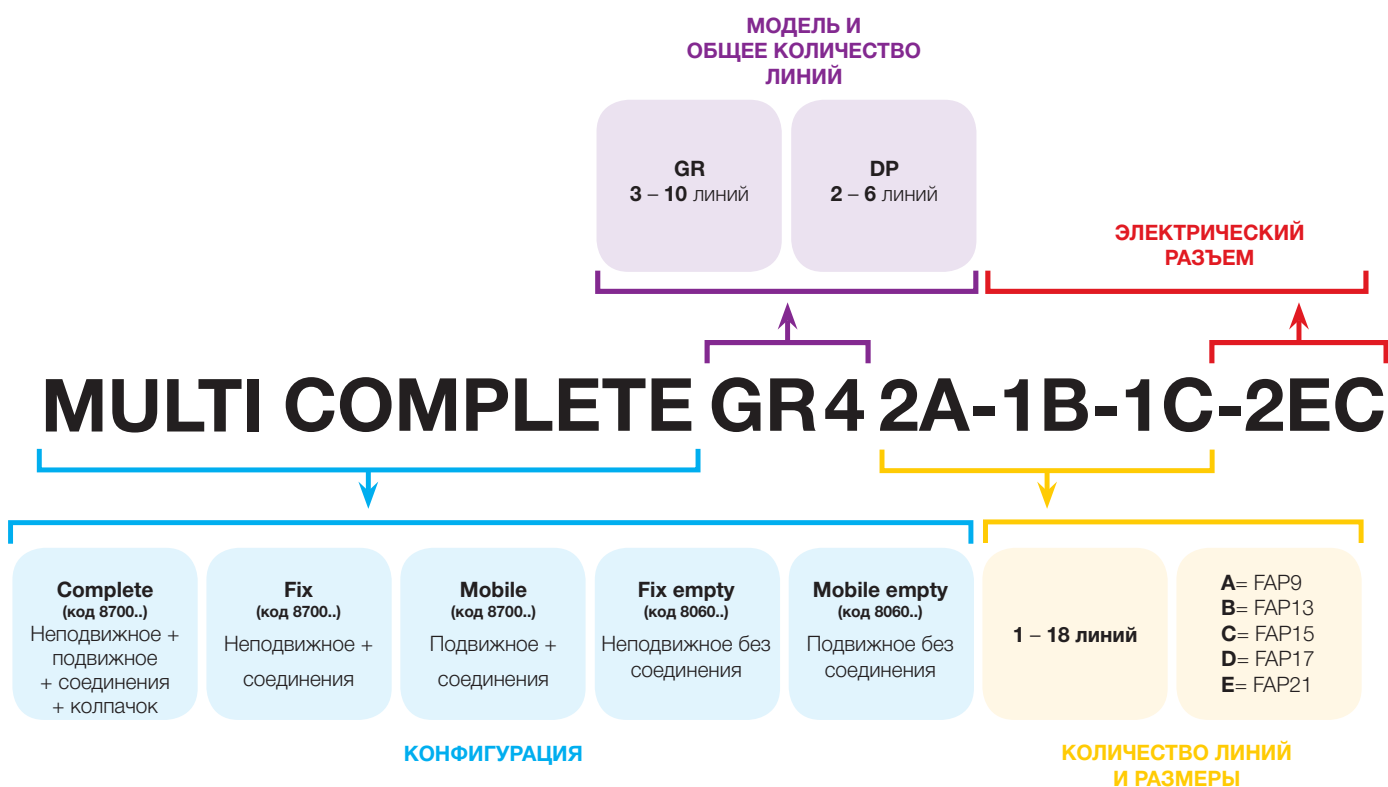 МОДЕЛЬ И
ОБЩЕЕ КОЛИЧЕСТВО
ЛИНИЙ
GR
3 – 10 линий
DP
2 – 6 линий
ЭЛЕКТРИЧЕСКИЙ
РАЗЪЕМ
MULTI COMPLETE GR4 2A-1B-1C-2EC
Complete
(код 8700..)
Неподвижное +
подвижное
+ соединения
+ колпачок
Fix
(код 8700..)
Неподвижное +
соединения
Mobile
(код 8700..)
Подвижное +
соединения
Fix empty
(код 8060..)
Неподвижное без
соединения
Mobile empty
(код 8060..)
Подвижное без
соединения
1 – 18 линий
A= FAP9
B= FAP13
C= FAP15
D= FAP17
E= FAP21
КОНФИГУРАЦИЯ
КОЛИЧЕСТВО ЛИНИЙ
И РАЗМЕРЫ